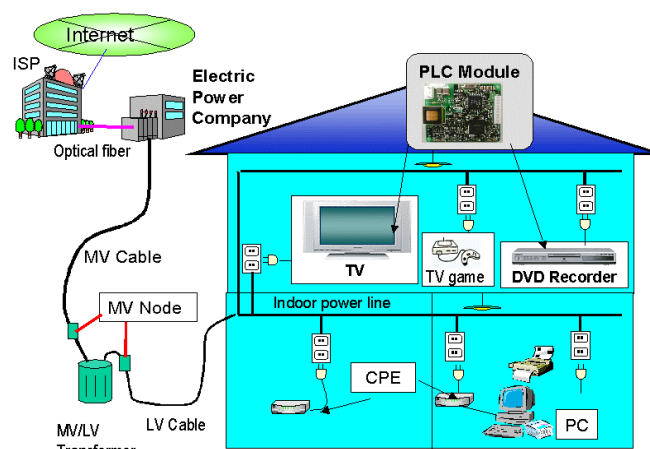 Internet
ISP
Electric
Power
Company
PLC Module
Optical fiber
MV Cable
TV
TV game
DVD Recorder
MV Node
Indoor power line
CPE
PC
LV Cable
MV/LV
Transformer